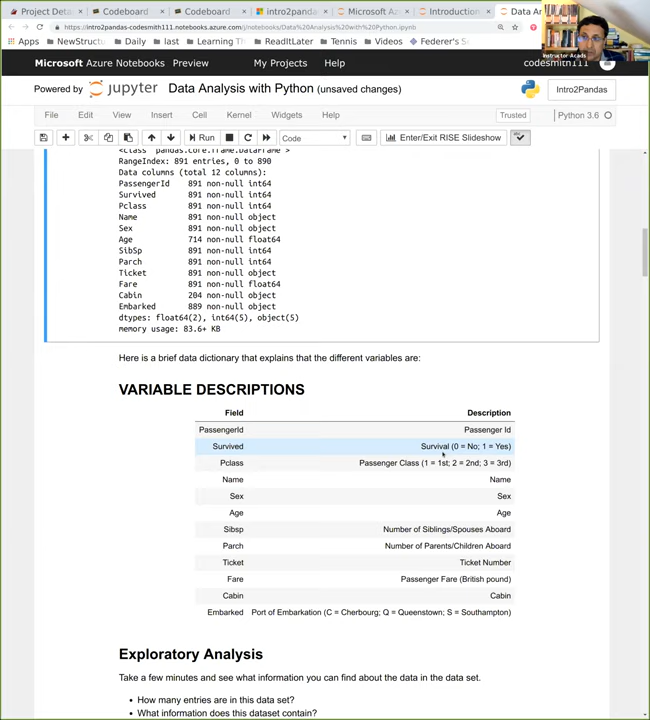 Project Deta
Codeboard
Codeboard
intro2panda
Microsoft Az
Introduction
Data An
https://intro2pandas-codesmith111.notebooks.azure.com/j/notebooks/Data%20Analysis%20with%20Python.ipynb
Apps
NewStructur
Daily
last
Learning T
ReadItLater
Tennis
Videos
Federer's S
Instructor Acads
Microsoft Azure Notebooks
Preview
My Projects
Help
codesmith111
Powered by
jupyter
Data Analysis with Python (unsaved changes)
Intro2Pandas
File
Edit
View
Insert
Cell
Kernel
Widgets
Help
Trusted
Python 3.6
Run
Code
Enter/Exit RISE Slideshow
<class 'pandas.core.frame.DataFrame'>
RangeIndex: 891 entries, 0 to 890
Data columns (total 12 columns):
PassengerId 891 non-null int64
Survived 891 non-null int64
Pclass 891 non-null int64
Name 891 non-null object
Sex 891 non-null object
Age 714 non-null float64
SibSp 891 non-null int64
Parch 891 non-null int64
Ticket 891 non-null object
Fare 891 non-null float64
Cabin 204 non-null object
Embarked 889 non-null object
dtypes: float64(2), int64(5), object(5)
memory usage: 83.6+ KB
Here is a brief data dictionary that explains that the different variables are:
VARIABLE DESCRIPTIONS
Field Description
PassengerId Passenger Id
Survived Survival (0 = No; 1 = Yes)
Pclass Passenger Class (1 = 1st; 2 = 2nd; 3 = 3rd)
Name Name
Sex Sex
Age Age
Sibsp Number of Siblings/Spouses Aboard
Parch Number of Parents/Children Aboard
Ticket Ticket Number
Fare Passenger Fare (British pound)
Cabin Cabin
Embarked Port of Embarkation (C = Cherbourg; Q = Queenstown; S = Southampton)
Exploratory Analysis
Take a few minutes and see what information you can find about the data in the data set.
• How many entries are in this data set?
• What information does this dataset contain?